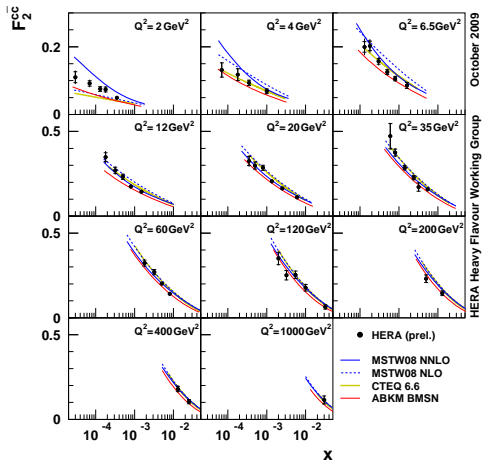 F₂^cc̄
Q² = 2 GeV²
Q² = 4 GeV²
Q² = 6.5 GeV²
October 2009
0.2
0
Q² = 12 GeV²
Q² = 20 GeV²
Q² = 35 GeV²
0.5
0
Q² = 60 GeV²
Q² = 120 GeV²
Q² = 200 GeV²
HERA Heavy Flavour Working Group
0.5
0
Q² = 400 GeV²
Q² = 1000 GeV²
0.5
0
HERA (prel.)
MSTW08 NNLO
MSTW08 NLO
CTEQ 6.6
ABKM BMSN
10⁻⁴ 10⁻³ 10⁻² 10⁻⁴ 10⁻³ 10⁻²
x